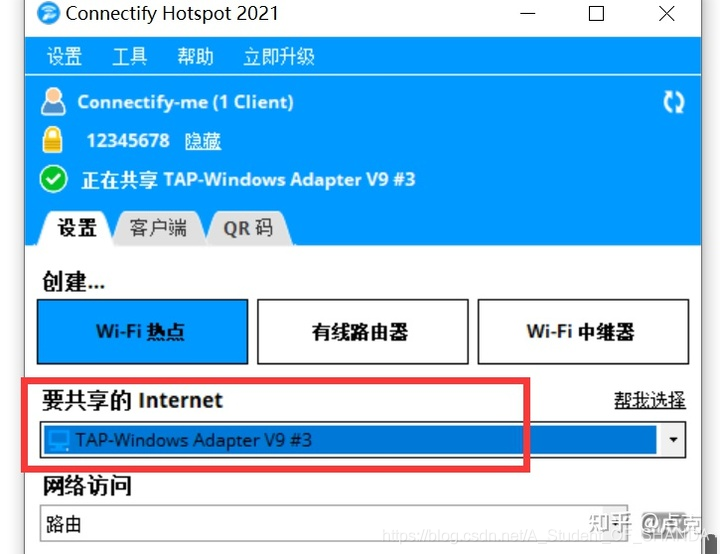 Connectify Hotspot 2021
设置 工具 帮助 立即升级
Connectify-me (1 Client)
12345678 隐藏
正在共享 TAP-Windows Adapter V9 #3
设置 客户端 QR 码
创建...
Wi-Fi 热点 有线路由器 Wi-Fi 中继器
要共享的 Internet 帮我选择
TAP-Windows Adapter V9 #3
网络访问
路由
知乎 @点克
https://blog.csdn.net/A_Student_OF_SHANDA